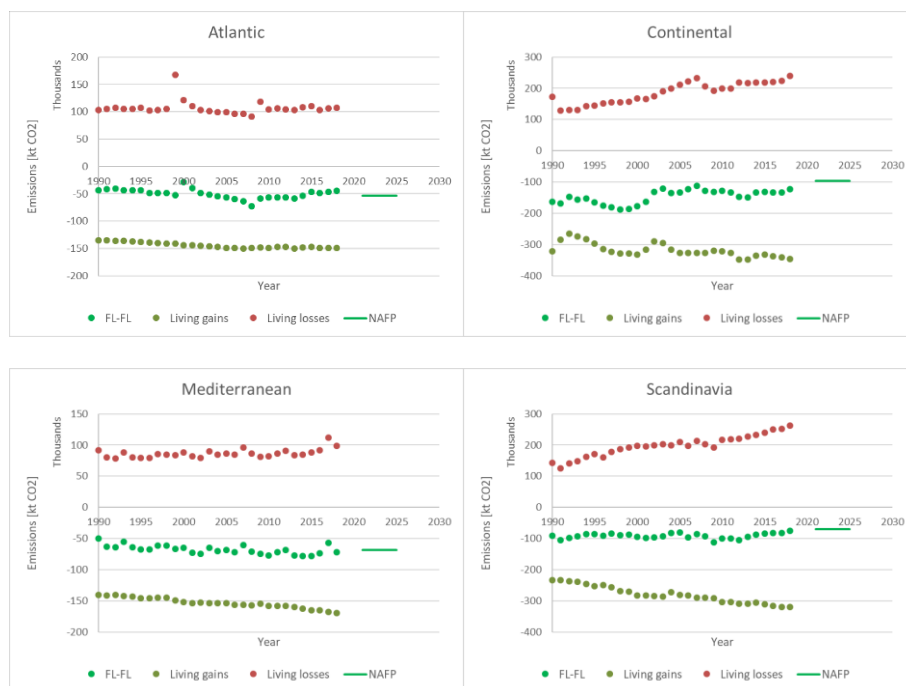 Atlantic
Emissions [kt CO2]
Thousands
200
150
100
50
0
-50
-100
-150
-200
1990 1995 2000 2005 2010 2015 2020 2025 2030
Year
FL-FL Living gains Living losses NAFP
Continental
Emissions [kt CO2]
Thousands
300
200
100
0
-100
-200
-300
-400
1990 1995 2000 2005 2010 2015 2020 2025 2030
Year
FL-FL Living gains Living losses NAFP
Mediterranean
Emissions [kt CO2]
Thousands
150
100
50
0
-50
-100
-150
-200
1990 1995 2000 2005 2010 2015 2020 2025 2030
Year
FL-FL Living gains Living losses NAFP
Scandinavia
Emissions [kt CO2]
Thousands
300
200
100
0
-100
-200
-300
-400
1990 1995 2000 2005 2010 2015 2020 2025 2030
Year
FL-FL Living gains Living losses NAFP